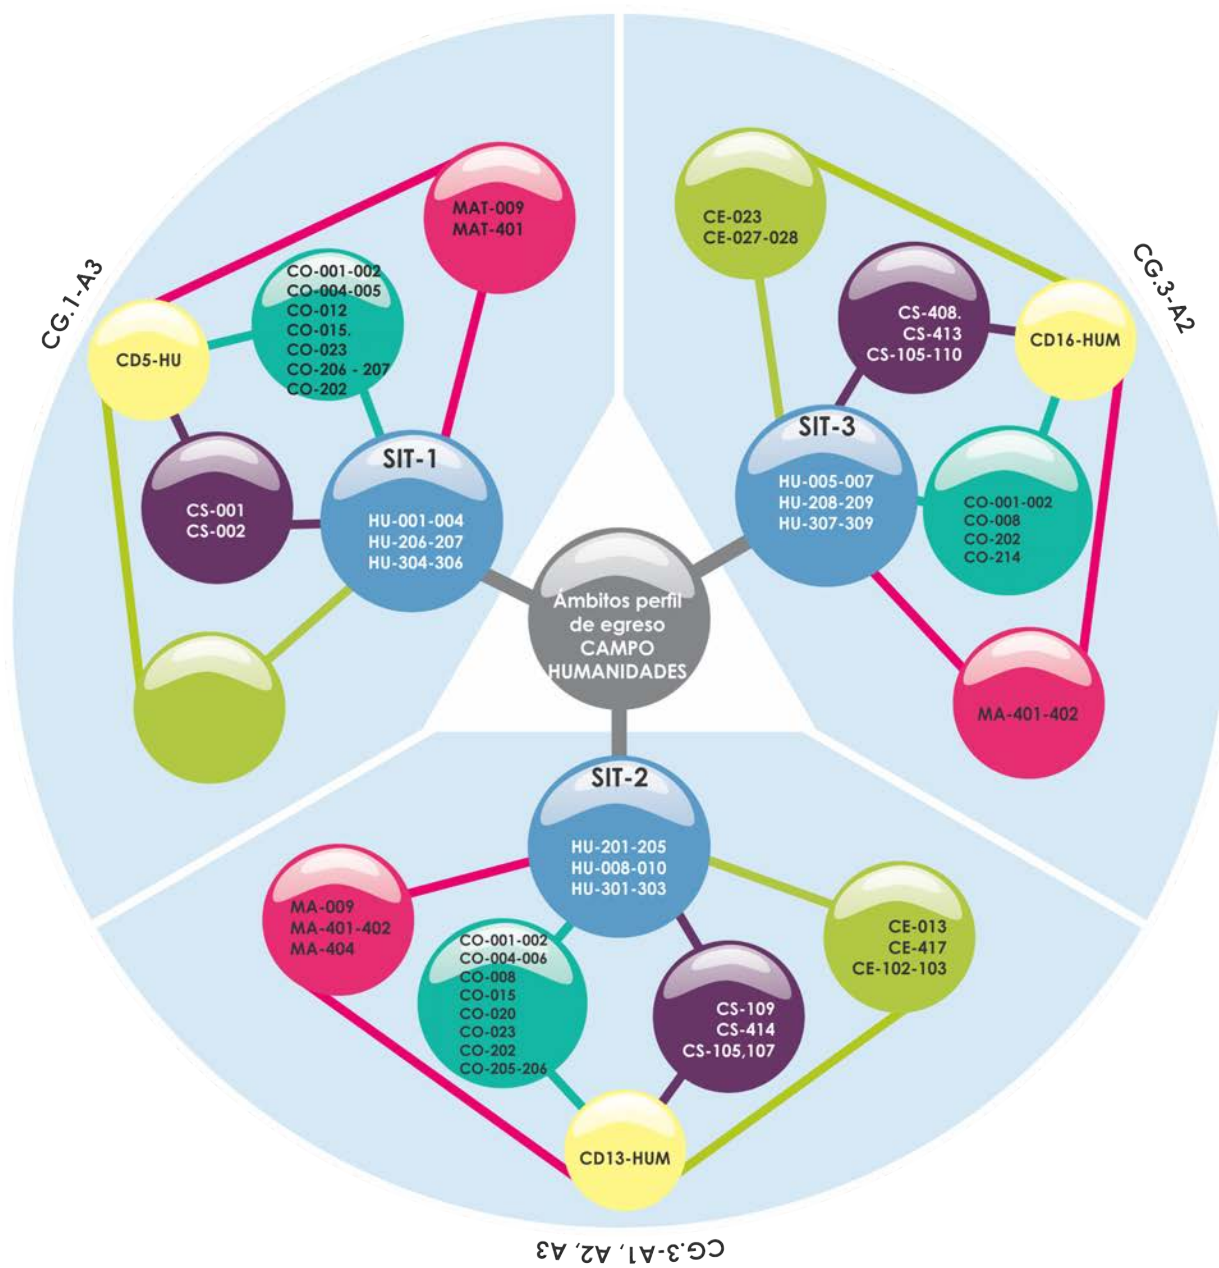 CG.1-A3
MAT-009
MAT-401
CO-001-002
CO-004-005
CO-012
CO-015,
CO-023
CO-206 - 207
CO-202
CD5-HU
CS-001
CS-002
SIT-1
HU-001-004
HU-206-207
HU-304-306
CG.3-A2
CE-023
CE-027-028
CS-408.
CS-413
CS-105-110
CD16-HUM
SIT-3
HU-005-007
HU-208-209
HU-307-309
CO-001-002
CO-008
CO-202
CO-214
MA-401-402
Ámbitos perfil
de egreso
CAMPO
HUMANIDADES
SIT-2
HU-201-205
HU-008-010
HU-301-303
MA-009
MA-401-402
MA-404
CO-001-002
CO-004-006
CO-008
CO-015
CO-020
CO-023
CO-202
CO-205-206
CS-109
CS-414
CS-105,107
CE-013
CE-417
CE-102-103
CD13-HUM
CG.3-A1, A2, A3